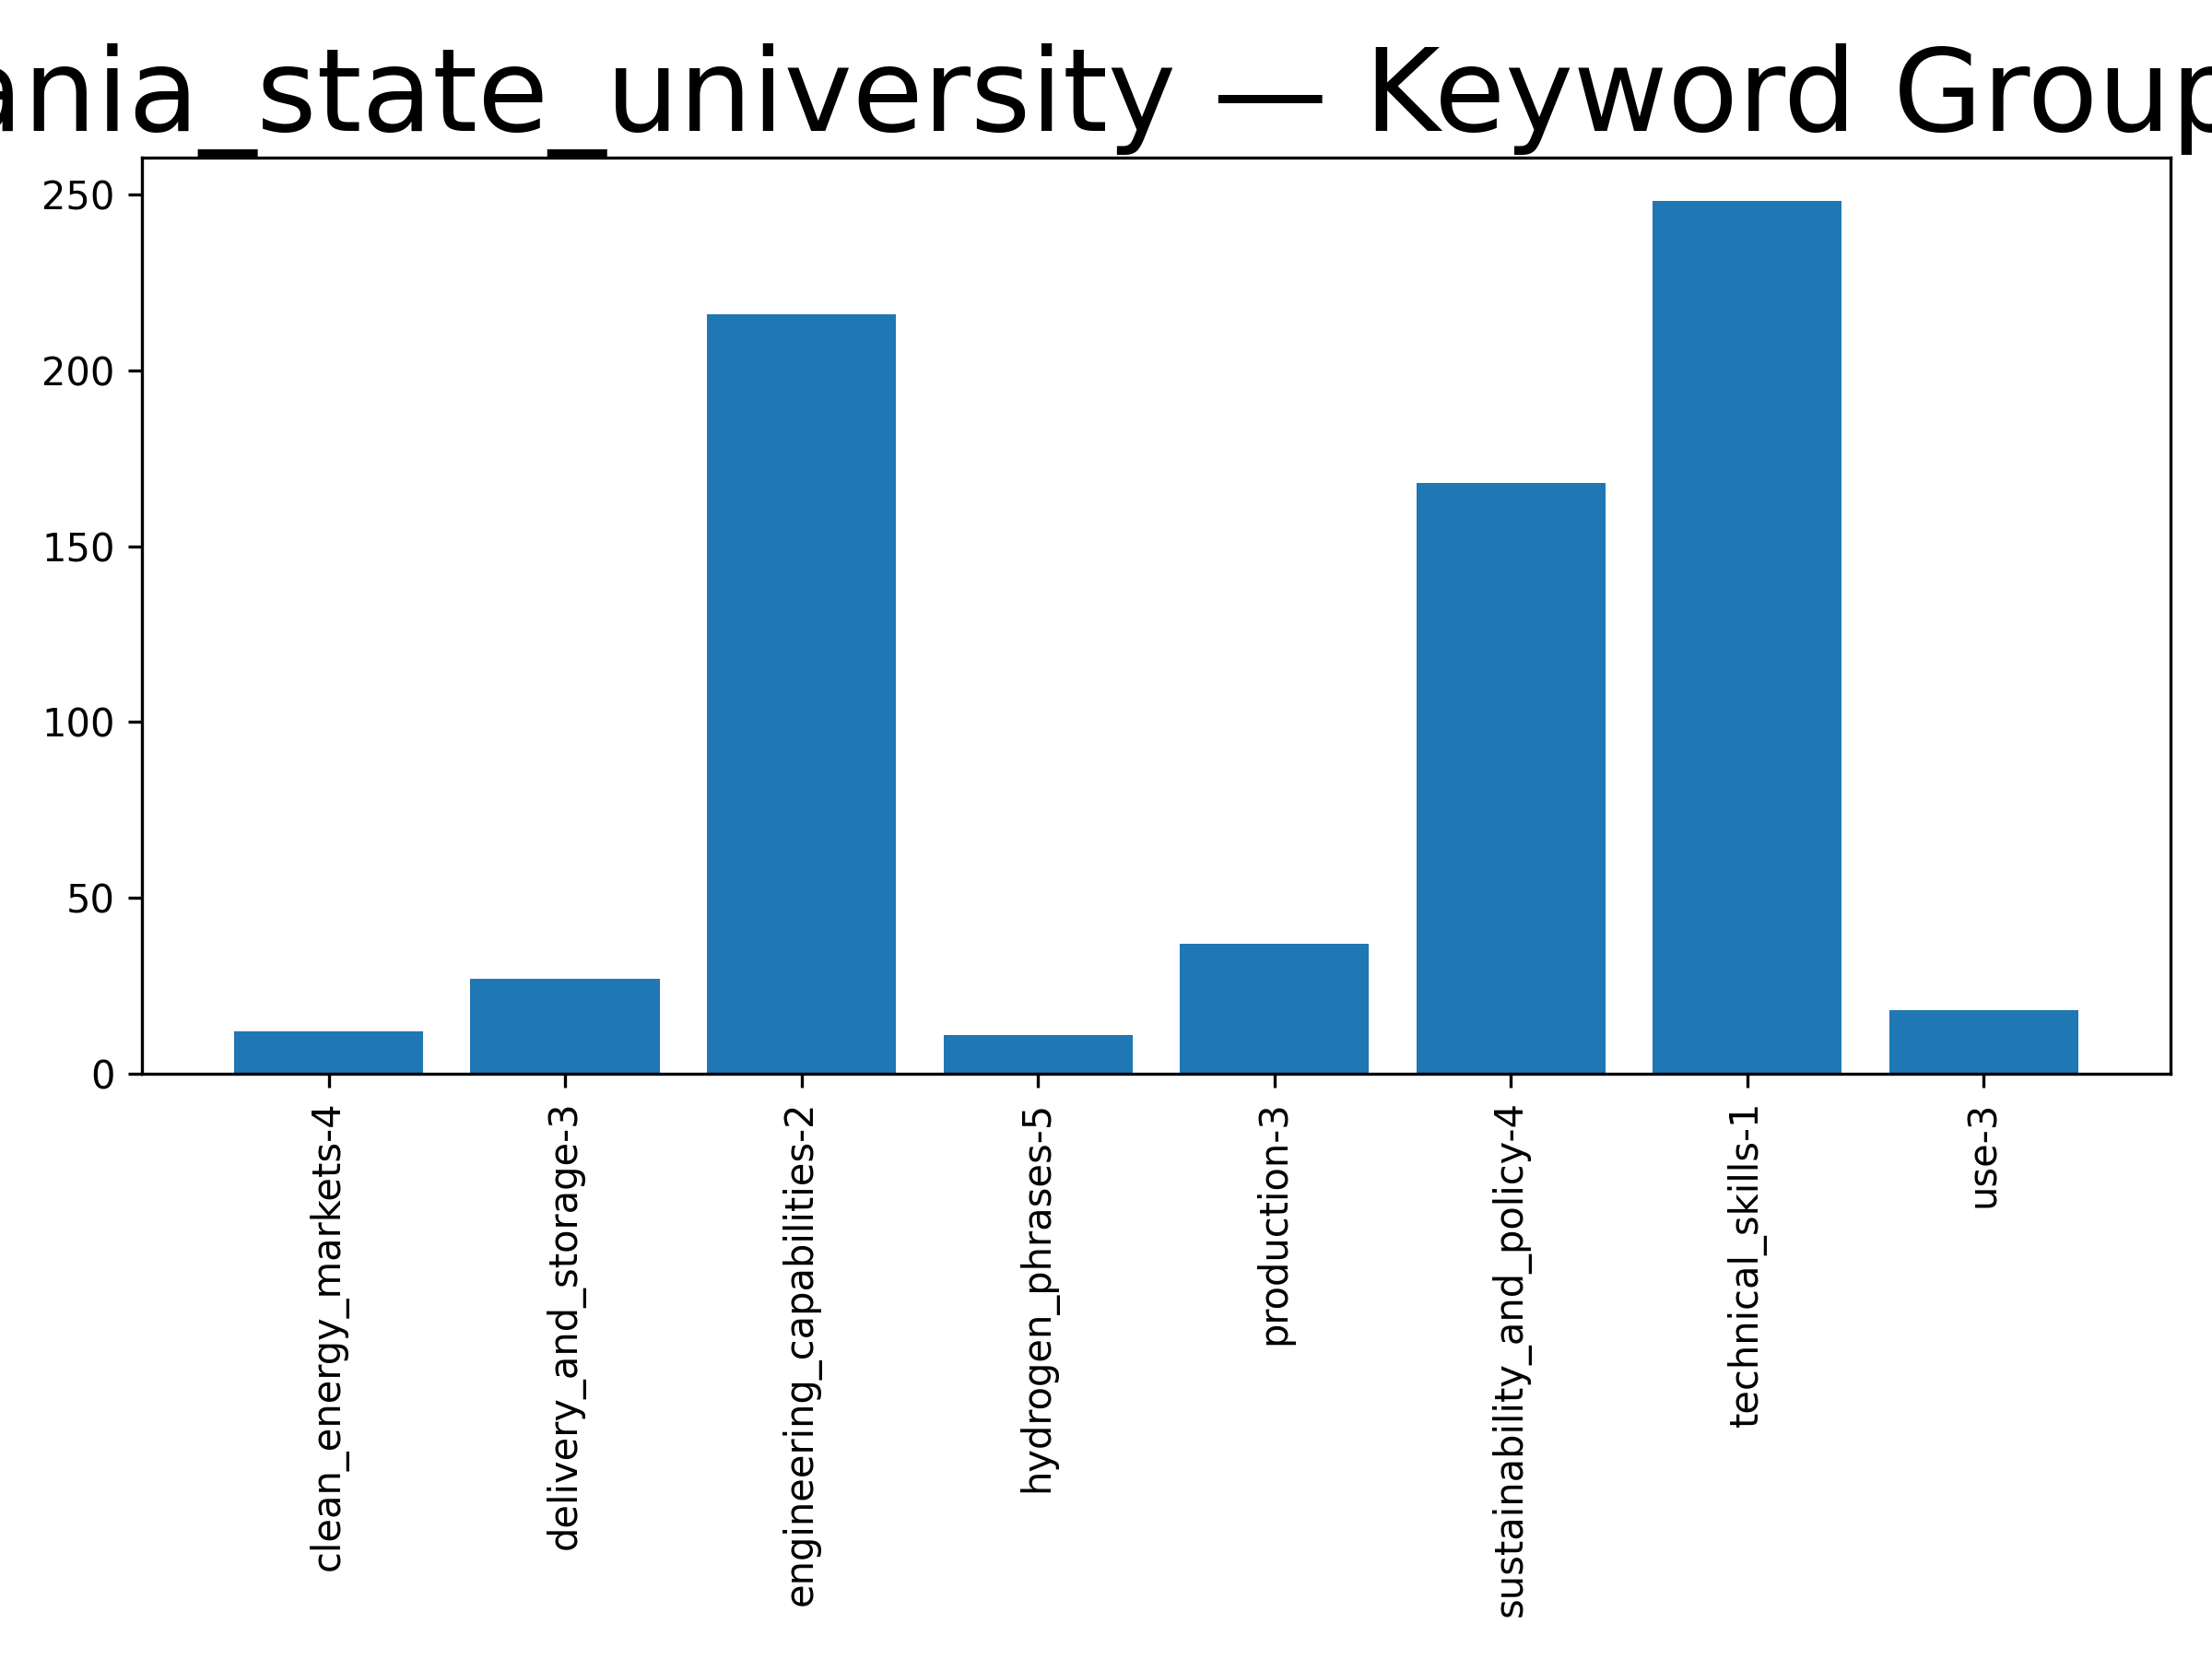 ania_state_university — Keyword Group
250
200
150
100
50
0
clean_energy_markets-4
delivery_and_storage-3
engineering_capabilities-2
hydrogen_phrases-5
production-3
sustainability_and_policy-4
technical_skills-1
use-3